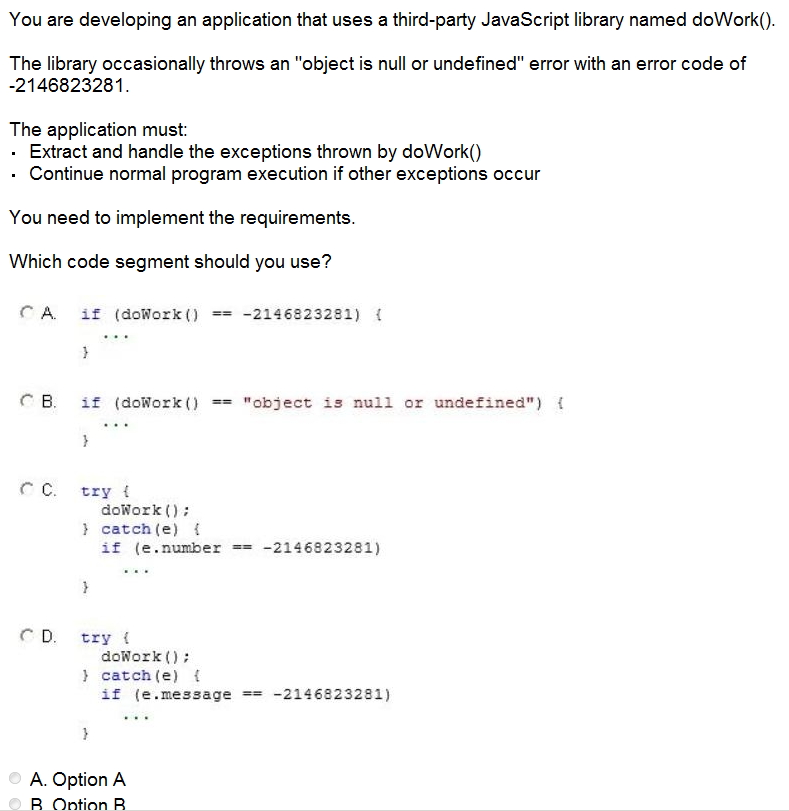 You are developing an application that uses a third-party JavaScript library named doWork().
The library occasionally throws an "object is null or undefined" error with an error code of
-2146823281.
The application must:
· Extract and handle the exceptions thrown by doWork()
· Continue normal program execution if other exceptions occur
You need to implement the requirements.
Which code segment should you use?
A. if (doWork() == -2146823281) {
...
}
B. if (doWork() == "object is null or undefined") {
...
}
C. try {
doWork();
} catch(e) {
if (e.number == -2146823281)
...
}
D. try {
doWork();
} catch(e) {
if (e.message == -2146823281)
...
}
A. Option A
B. Option B